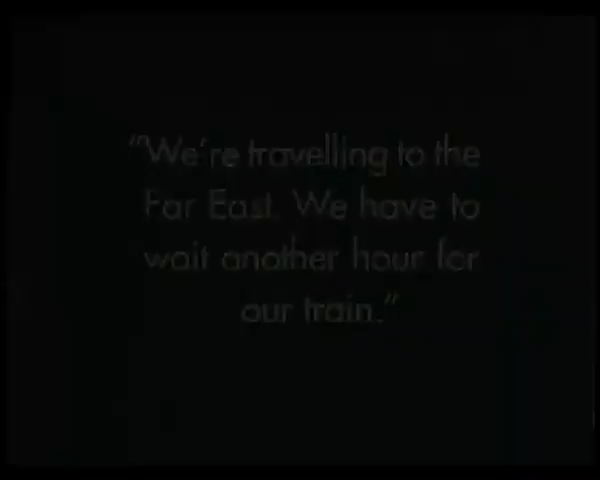 “We're travelling to the
Far East. We have to
wait another hour for
our train.”